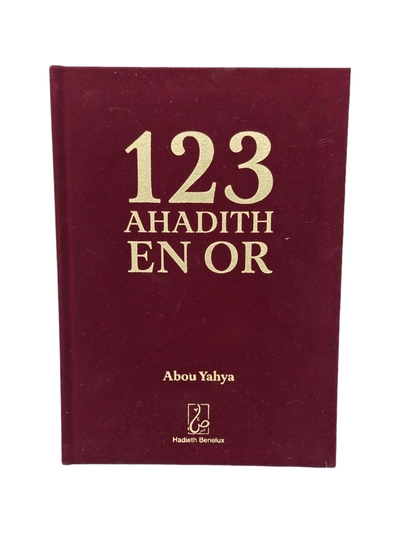 123
AHADITH
EN OR
Abou Yahya
Hadieth Benelux